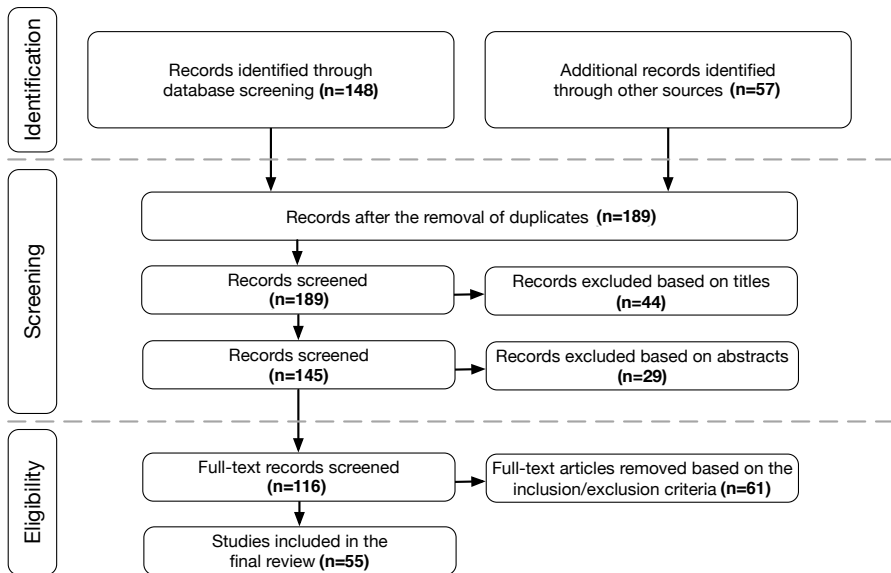 Identification
Records identified through
database screening (n=148)
Additional records identified
through other sources (n=57)
Screening
Records after the removal of duplicates (n=189)
Records screened
(n=189)
Records excluded based on titles
(n=44)
Records screened
(n=145)
Records excluded based on abstracts
(n=29)
Eligibility
Full-text records screened
(n=116)
Full-text articles removed based on the
inclusion/exclusion criteria (n=61)
Studies included in the
final review (n=55)